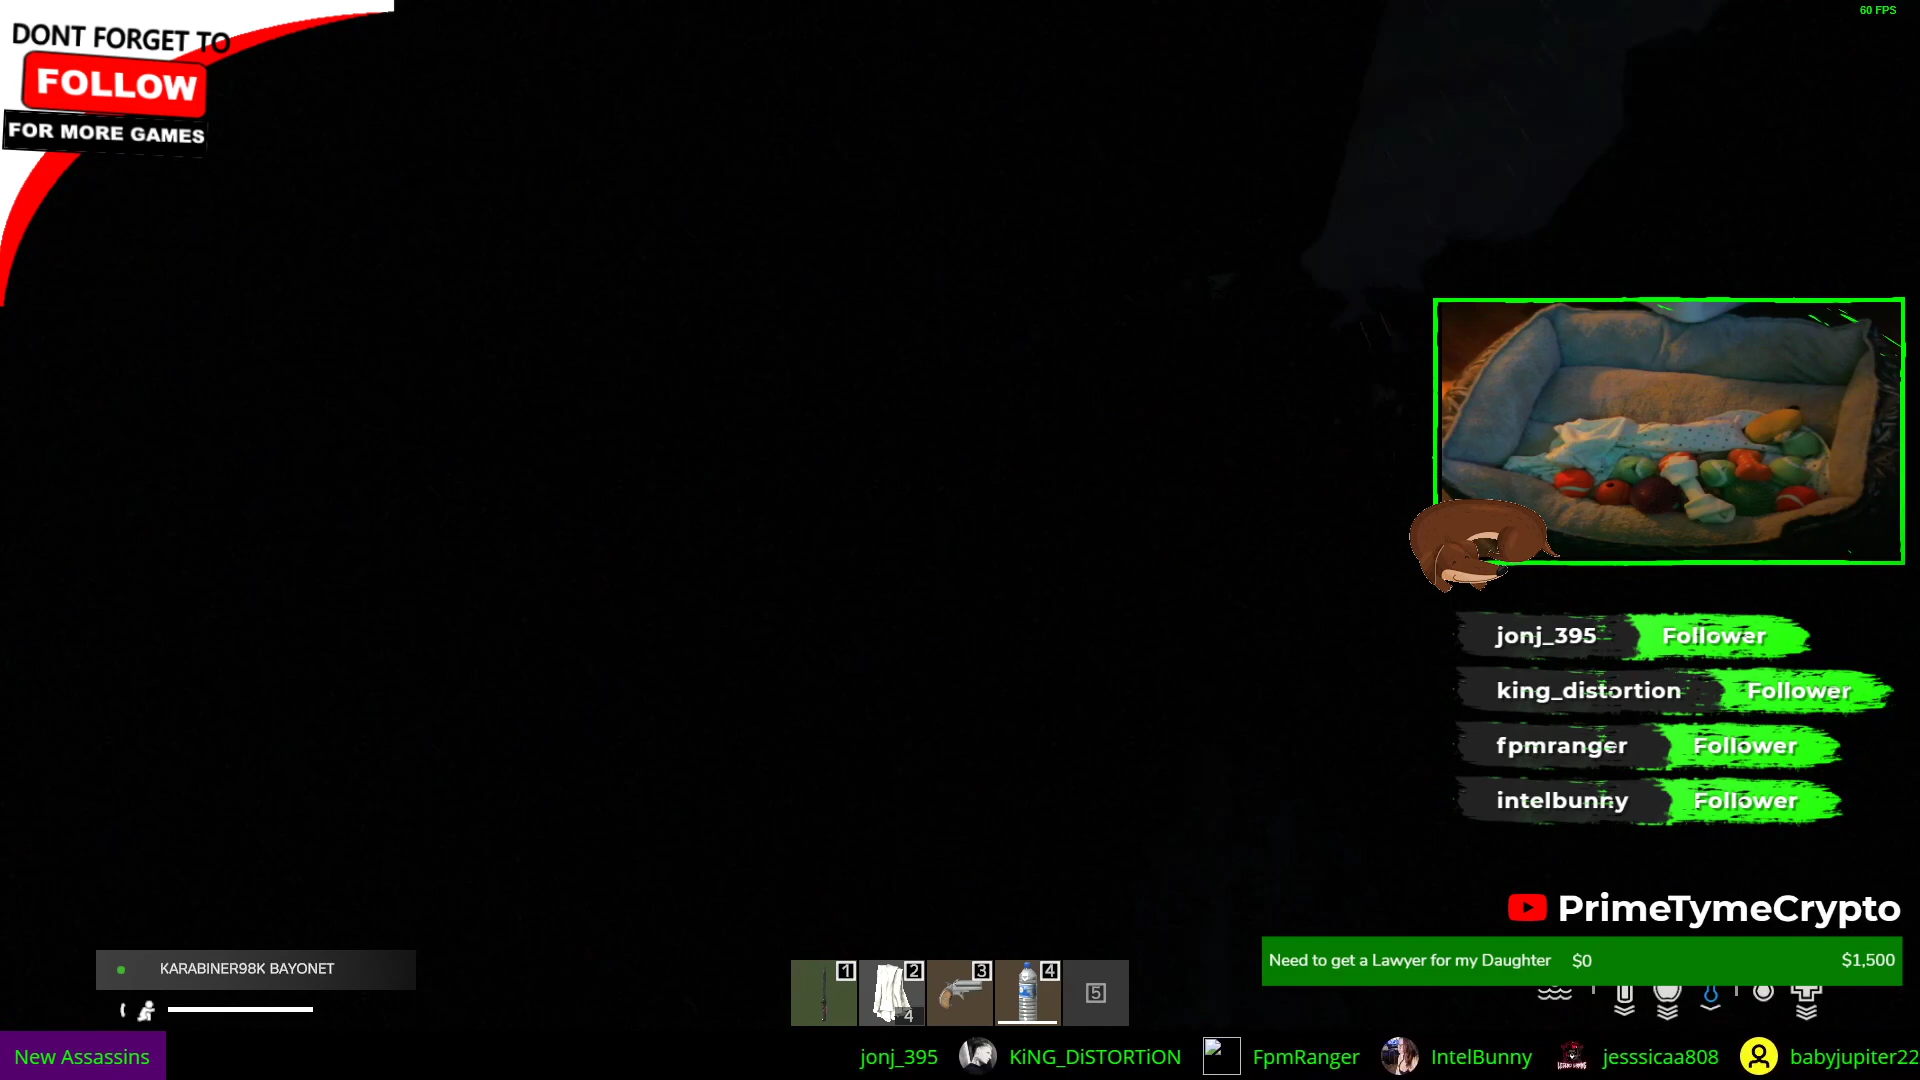 60 FPS
DONT FORGET TO
FOLLOW
FOR MORE GAMES
jonj_395 Follower
king_distortion Follower
fpmranger Follower
intelbunny Follower
PrimeTymeCrypto
Need to get a Lawyer for my Daughter $0 $1,500
KARABINER98K BAYONET
1 2 3 4 5
4
New Assassins jonj_395 KiNG_DiSTORTiON FpmRanger IntelBunny jesssicaa808 babyjupiter22